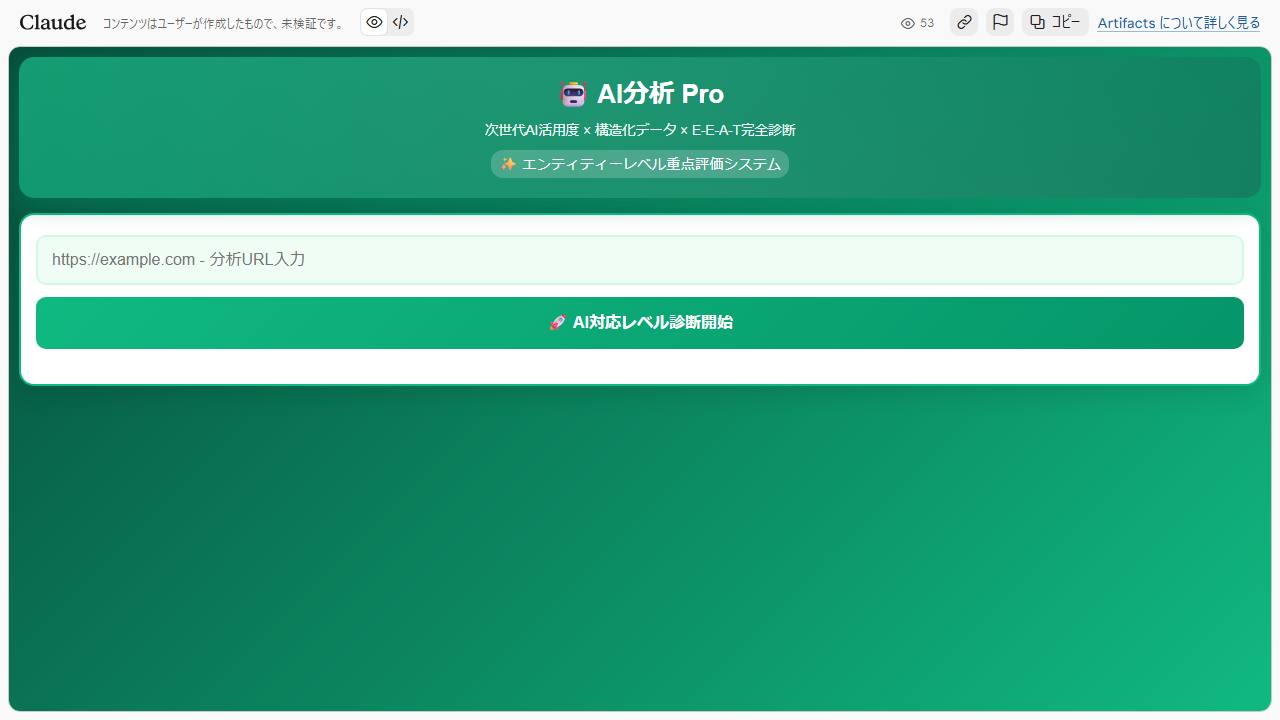 Claude コンテンツはユーザーが作成したもので、未検証です。 53 コピー Artifacts について詳しく見る
AI分析 Pro
次世代AI活用度 × 構造化データ × E-E-A-T完全診断
✨ エンティティーレベル重点評価システム
https://example.com - 分析URL入力
🚀 AI対応レベル診断開始